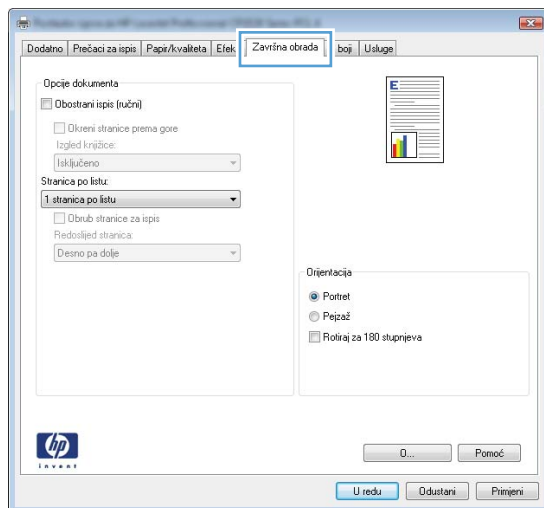 Dodatno Prečaci za ispis Papir/kvaliteta Efek Završna obrada boji Usluge
Opcije dokumenta
Obostrani ispis (ručni)
Okreni stranice prema gore
Izgled knjižice:
Isključeno
Stranica po listu:
1 stranica po listu
Obrub stranice za ispis
Redoslijed stranica:
Desno pa dolje
E
Orijentacija
Portret
Pejzaž
Rotiraj za 180 stupnjeva
hp
invent
O... Pomoć
U redu Odustani Primjeni